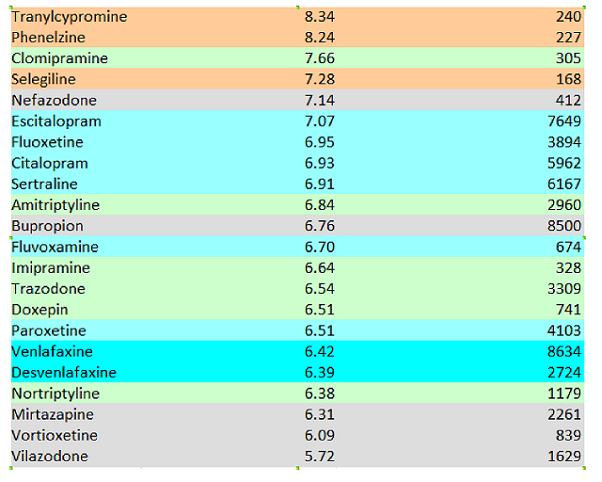 Tranylcypromine 8.34 240
Phenelzine 8.24 227
Clomipramine 7.66 305
Selegiline 7.28 168
Nefazodone 7.14 412
Escitalopram 7.07 7649
Fluoxetine 6.95 3894
Citalopram 6.93 5962
Sertraline 6.91 6167
Amitriptyline 6.84 2960
Bupropion 6.76 8500
Fluvoxamine 6.70 674
Imipramine 6.64 328
Trazodone 6.54 3309
Doxepin 6.51 741
Paroxetine 6.51 4103
Venlafaxine 6.42 8634
Desvenlafaxine 6.39 2724
Nortriptyline 6.38 1179
Mirtazapine 6.31 2261
Vortioxetine 6.09 839
Vilazodone 5.72 1629